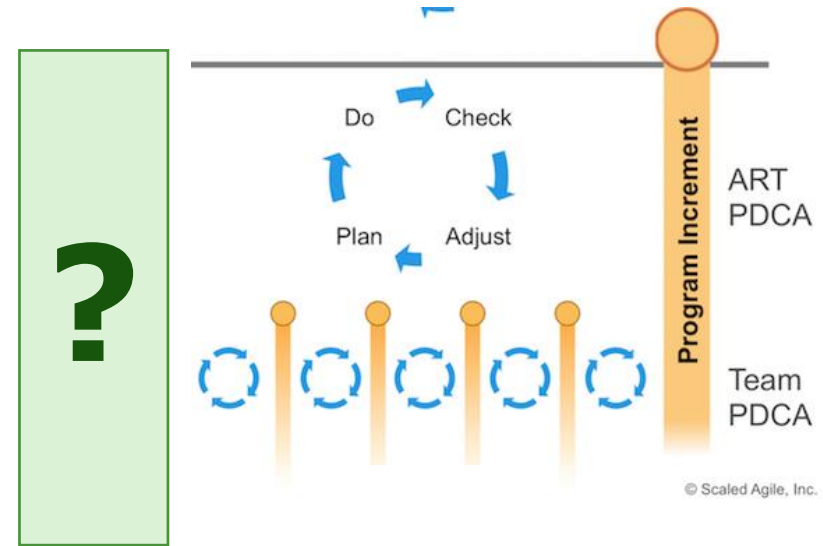 ?
Do
Check
Plan
Adjust
Program Increment
ART
PDCA
Team
PDCA
© Scaled Agile, Inc.